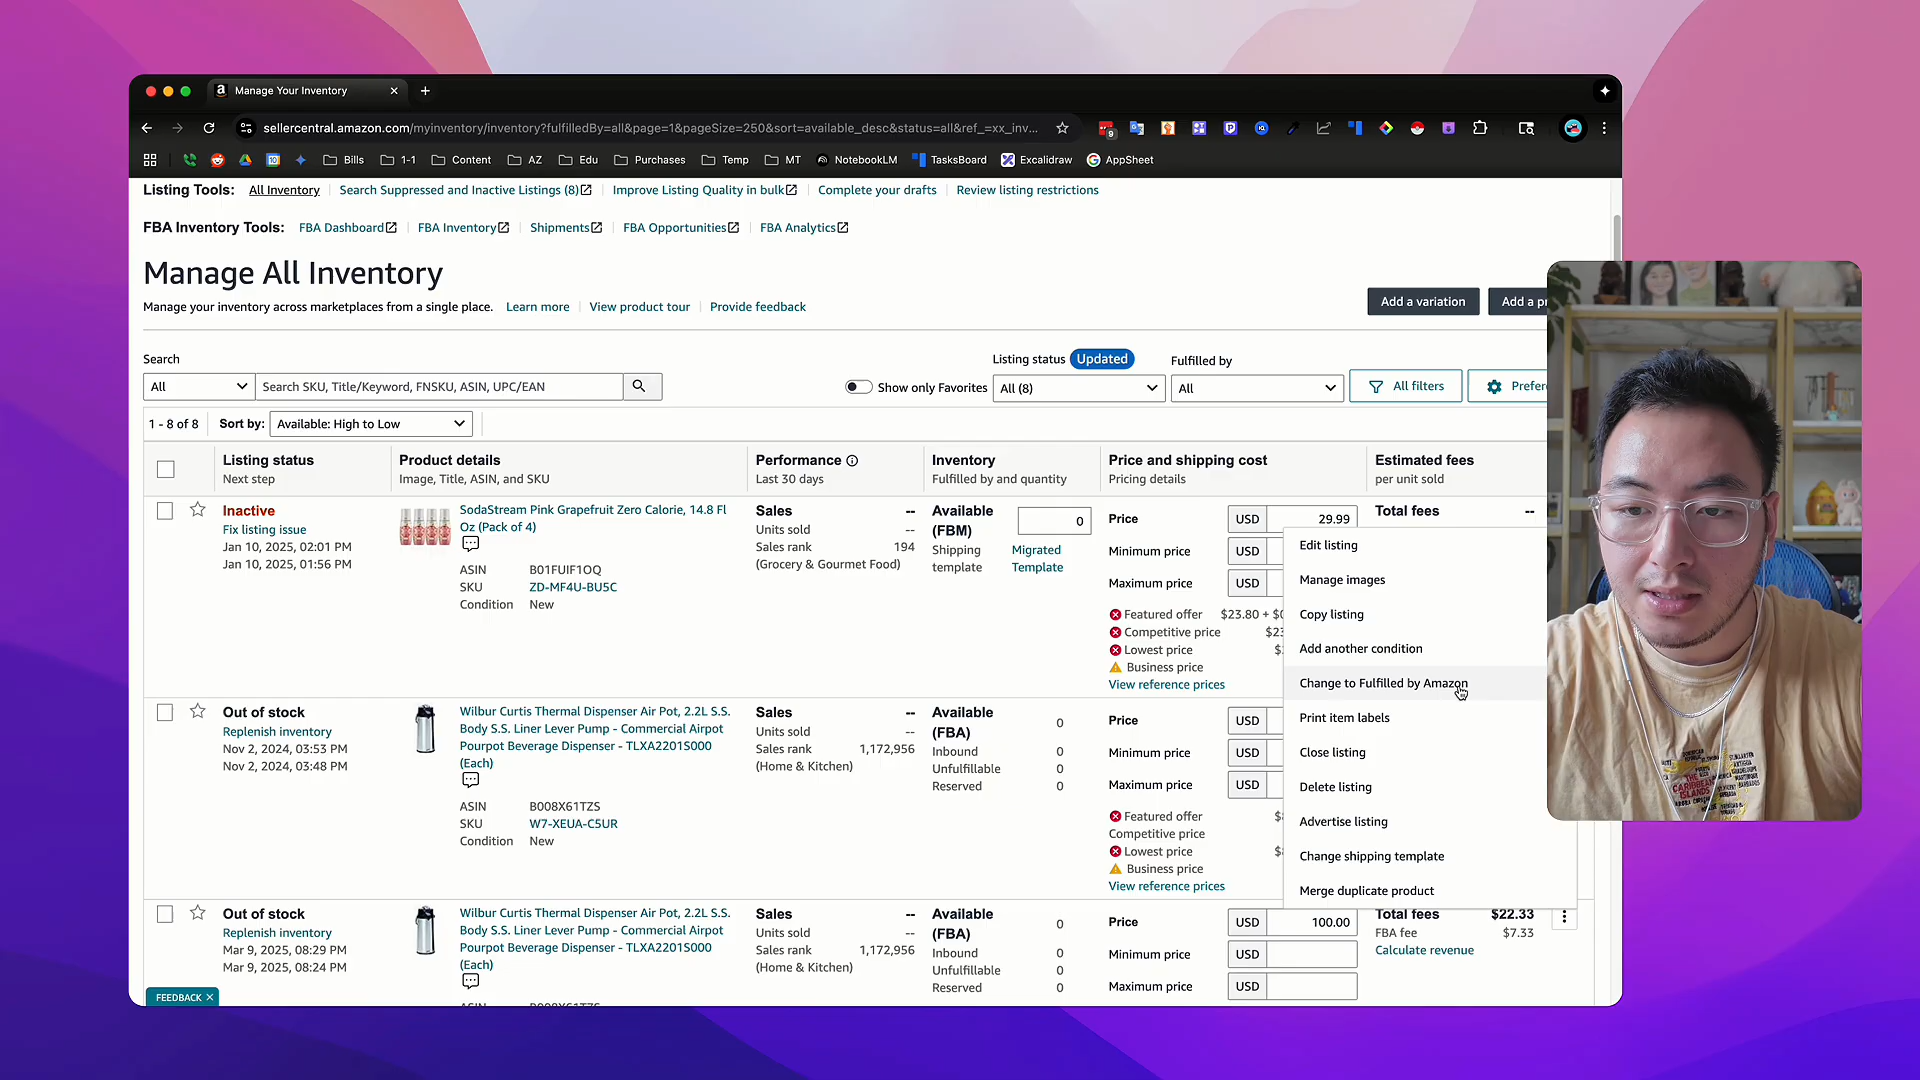 Manage Your Inventory
sellercentral.amazon.com/myinventory/inventory?fulfilledBy=all&page=1&pageSize=250&sort=available_desc&status=all&ref_=xx_inv...
9
10
Bills
1-1
Content
AZ
Edu
Purchases
Temp
MT
NotebookLM
TasksBoard
Excalidraw
AppSheet
Listing Tools: All Inventory Search Suppressed and Inactive Listings (8) Improve Listing Quality in bulk Complete your drafts Review listing restrictions
FBA Inventory Tools: FBA Dashboard FBA Inventory Shipments FBA Opportunities FBA Analytics
Manage All Inventory
Manage your inventory across marketplaces from a single place. Learn more View product tour Provide feedback
Add a variation
Add a pr
Search
Listing status Updated
Fulfilled by
All
Search SKU, Title/Keyword, FNSKU, ASIN, UPC/EAN
Show only Favorites
All (8)
All
All filters
Prefer
1 - 8 of 8
Sort by: Available: High to Low
Listing status
Next step
Product details
Image, Title, ASIN, and SKU
Performance
Last 30 days
Inventory
Fulfilled by and quantity
Price and shipping cost
Pricing details
Estimated fees
per unit sold
Inactive
Fix listing issue
Jan 10, 2025, 02:01 PM
Jan 10, 2025, 01:56 PM
SodaStream Pink Grapefruit Zero Calorie, 14.8 Fl
Oz (Pack of 4)
ASIN B01FUIF1OQ
SKU ZD-MF4U-BU5C
Condition New
Sales --
Units sold --
Sales rank 194
(Grocery & Gourmet Food)
Available
(FBM)
0
Shipping
template
Migrated
Template
Price USD 29.99
Minimum price USD
Maximum price USD
Featured offer $23.80 + $0
Competitive price $23
Lowest price $
Business price
View reference prices
Total fees --
Edit listing
Manage images
Copy listing
Add another condition
Change to Fulfilled by Amazon
Print item labels
Close listing
Delete listing
Advertise listing
Change shipping template
Merge duplicate product
Out of stock
Replenish inventory
Nov 2, 2024, 03:53 PM
Nov 2, 2024, 03:48 PM
Wilbur Curtis Thermal Dispenser Air Pot, 2.2L S.S.
Body S.S. Liner Lever Pump - Commercial Airpot
Pourpot Beverage Dispenser - TLXA2201S000
(Each)
ASIN B008X61TZS
SKU W7-XEUA-C5UR
Condition New
Sales --
Units sold --
Sales rank 1,172,956
(Home & Kitchen)
Available
(FBA)
0
Inbound 0
Unfulfillable 0
Reserved 0
Price USD
Minimum price USD
Maximum price USD
Featured offer $
Competitive price
Lowest price $
Business price
View reference prices
Out of stock
Replenish inventory
Mar 9, 2025, 08:29 PM
Mar 9, 2025, 08:24 PM
Wilbur Curtis Thermal Dispenser Air Pot, 2.2L S.S.
Body S.S. Liner Lever Pump - Commercial Airpot
Pourpot Beverage Dispenser - TLXA2201S000
(Each)
ASIN B008X61TZS
Sales --
Units sold --
Sales rank 1,172,956
(Home & Kitchen)
Available
(FBA)
0
Inbound 0
Unfulfillable 0
Reserved 0
Price USD 100.00
Minimum price USD
Maximum price USD
Total fees $22.33
FBA fee $7.33
Calculate revenue
FEEDBACK
THE
CARIBBEAN
ISLANDS